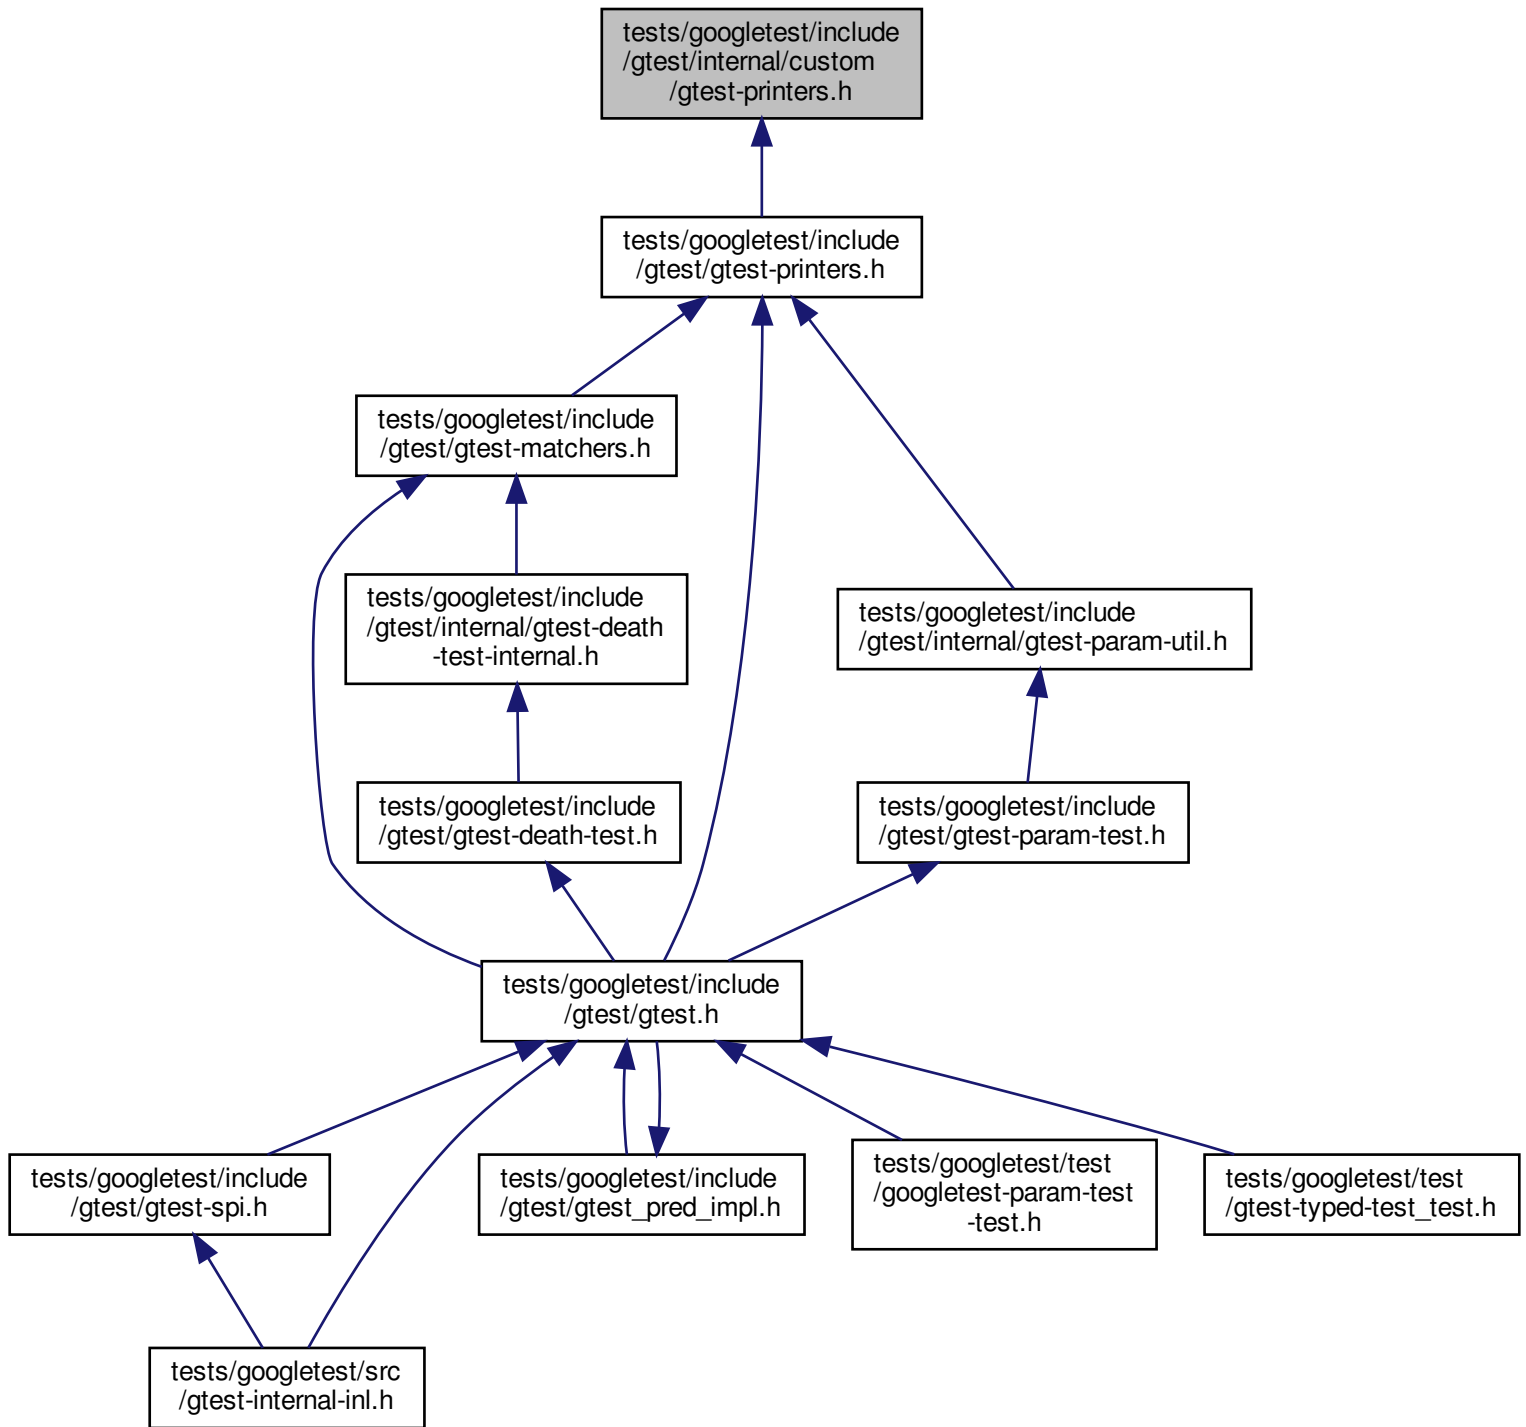 tests/googletest/include
/gtest/internal/custom
/gtest-printers.h
tests/googletest/include
/gtest/gtest-printers.h
tests/googletest/include
/gtest/gtest-matchers.h
tests/googletest/include
/gtest/internal/gtest-death
-test-internal.h
tests/googletest/include
/gtest/internal/gtest-param-util.h
tests/googletest/include
/gtest/gtest-death-test.h
tests/googletest/include
/gtest/gtest-param-test.h
tests/googletest/include
/gtest/gtest.h
tests/googletest/include
/gtest/gtest-spi.h
tests/googletest/include
/gtest/gtest_pred_impl.h
tests/googletest/test
/googletest-param-test
-test.h
tests/googletest/test
/gtest-typed-test_test.h
tests/googletest/src
/gtest-internal-inl.h